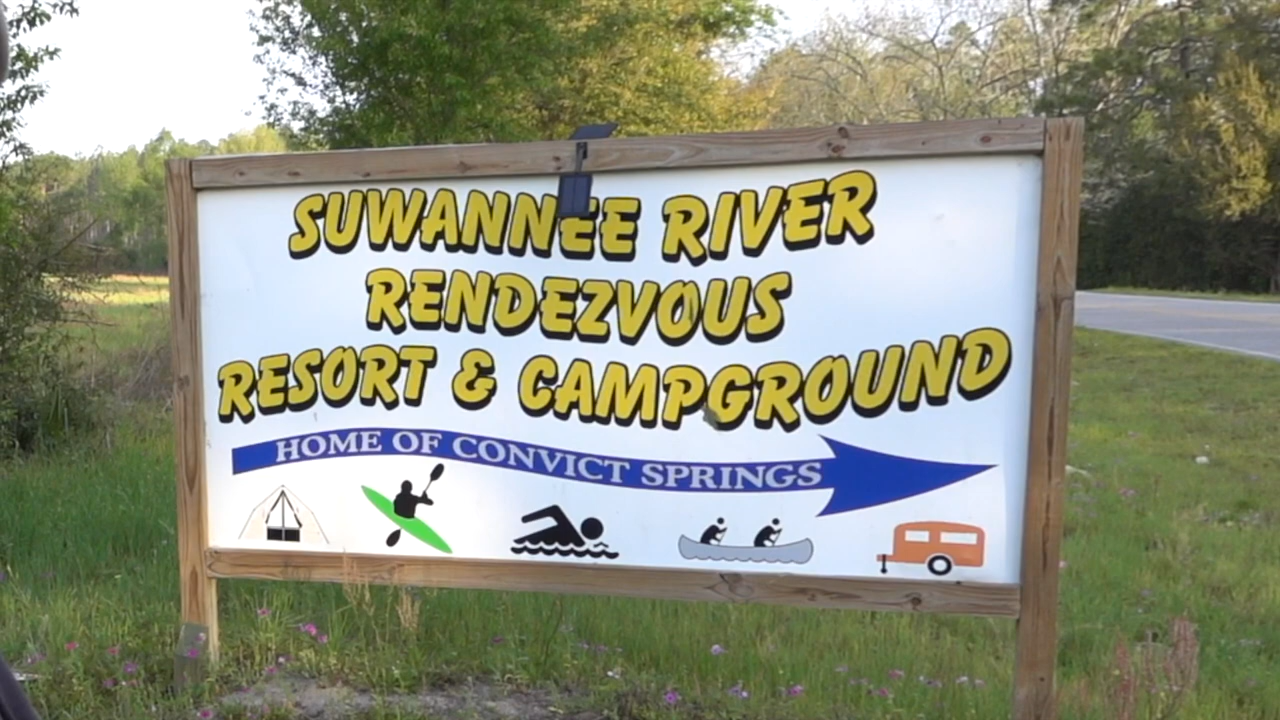 SUWANNEE RIVER
RENDEZVOUS
RESORT & CAMPGROUND
HOME OF CONVICT SPRINGS